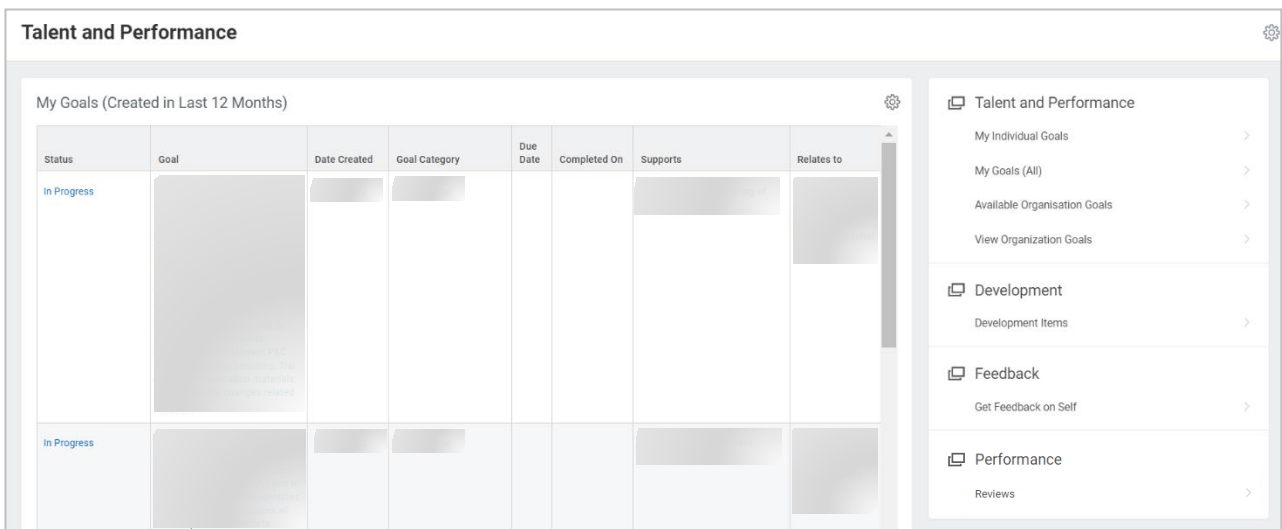 Talent and Performance
My Goals (Created in Last 12 Months)
Status Goal Date Created Goal Category Due Date Completed On Supports Relates to
In Progress
In Progress
Talent and Performance
My Individual Goals
My Goals (All)
Available Organisation Goals
View Organization Goals
Development
Development Items
Feedback
Get Feedback on Self
Performance
Reviews